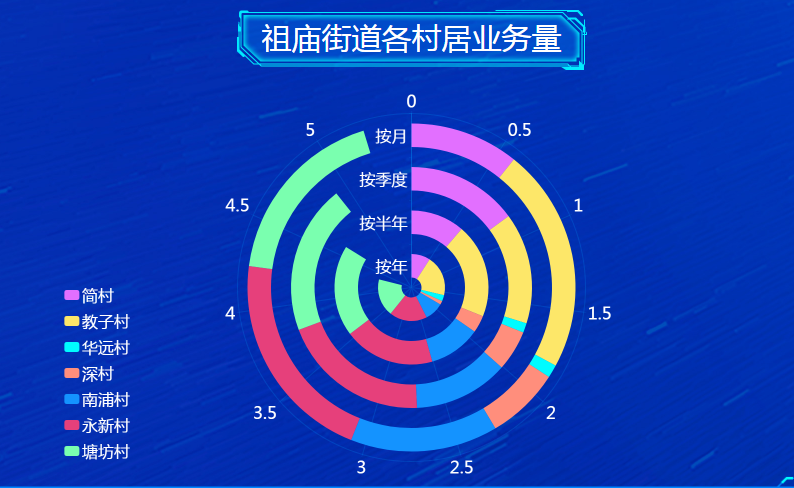 祖庙街道各村居业务量
0
0.5
1
1.5
2
2.5
3
3.5
4
4.5
5
按月
按季度
按半年
按年
简村
教子村
华远村
深村
南浦村
永新村
塘坊村